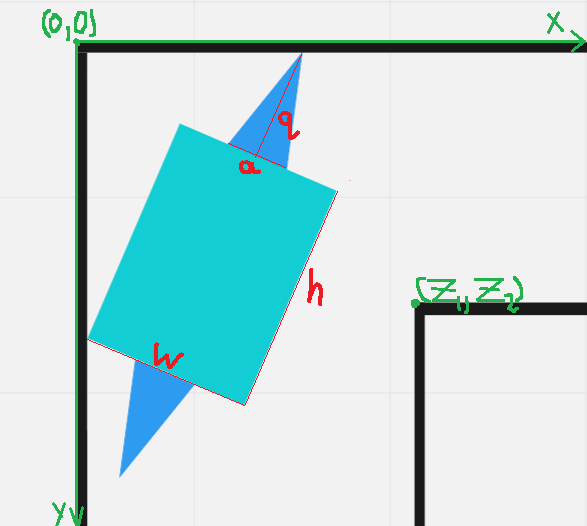 (0,0)
x
q
a
(z₁, z₂)
h
w
y